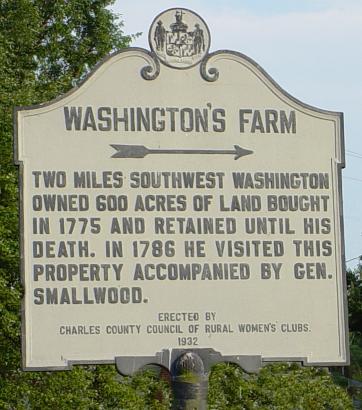 WASHINGTON'S FARM
TWO MILES SOUTHWEST WASHINGTON
OWNED 600 ACRES OF LAND BOUGHT
IN 1775 AND RETAINED UNTIL HIS
DEATH. IN 1786 HE VISITED THIS
PROPERTY ACCOMPANIED BY GEN.
SMALLWOOD.
ERECTED BY
CHARLES COUNTY COUNCIL OF RURAL WOMEN'S CLUBS.
1932